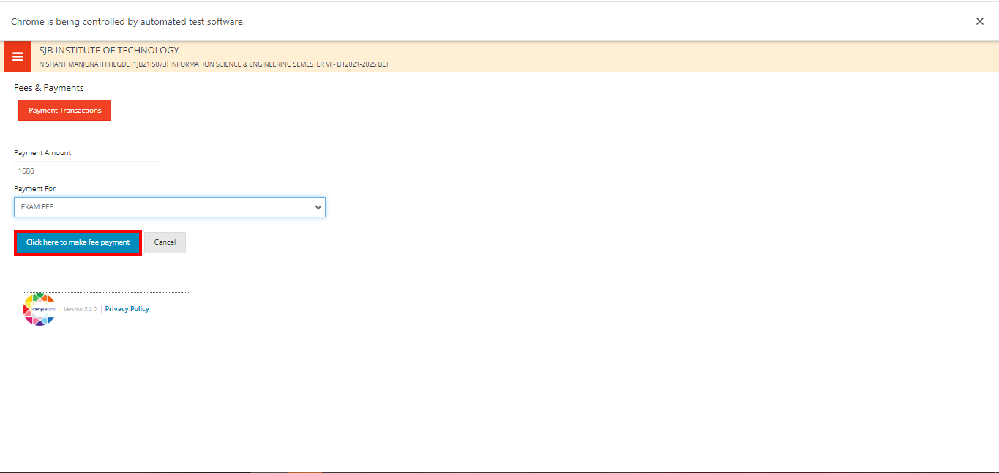 Chrome is being controlled by automated test software.
SJB INSTITUTE OF TECHNOLOGY
NISHANT MANJUNATH HEGDE (1JB21IS073) INFORMATION SCIENCE & ENGINEERING SEMESTER VI - B [2021-2025 BE]
Fees & Payments
Payment Transactions
Payment Amount
1680
Payment For
EXAM FEE
Click here to make fee payment Cancel
| Version 5.0.0 | Privacy Policy